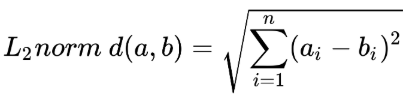 L₂norm d(a, b) = √(∑ᵢ₌₁ⁿ (aᵢ − bᵢ)²)